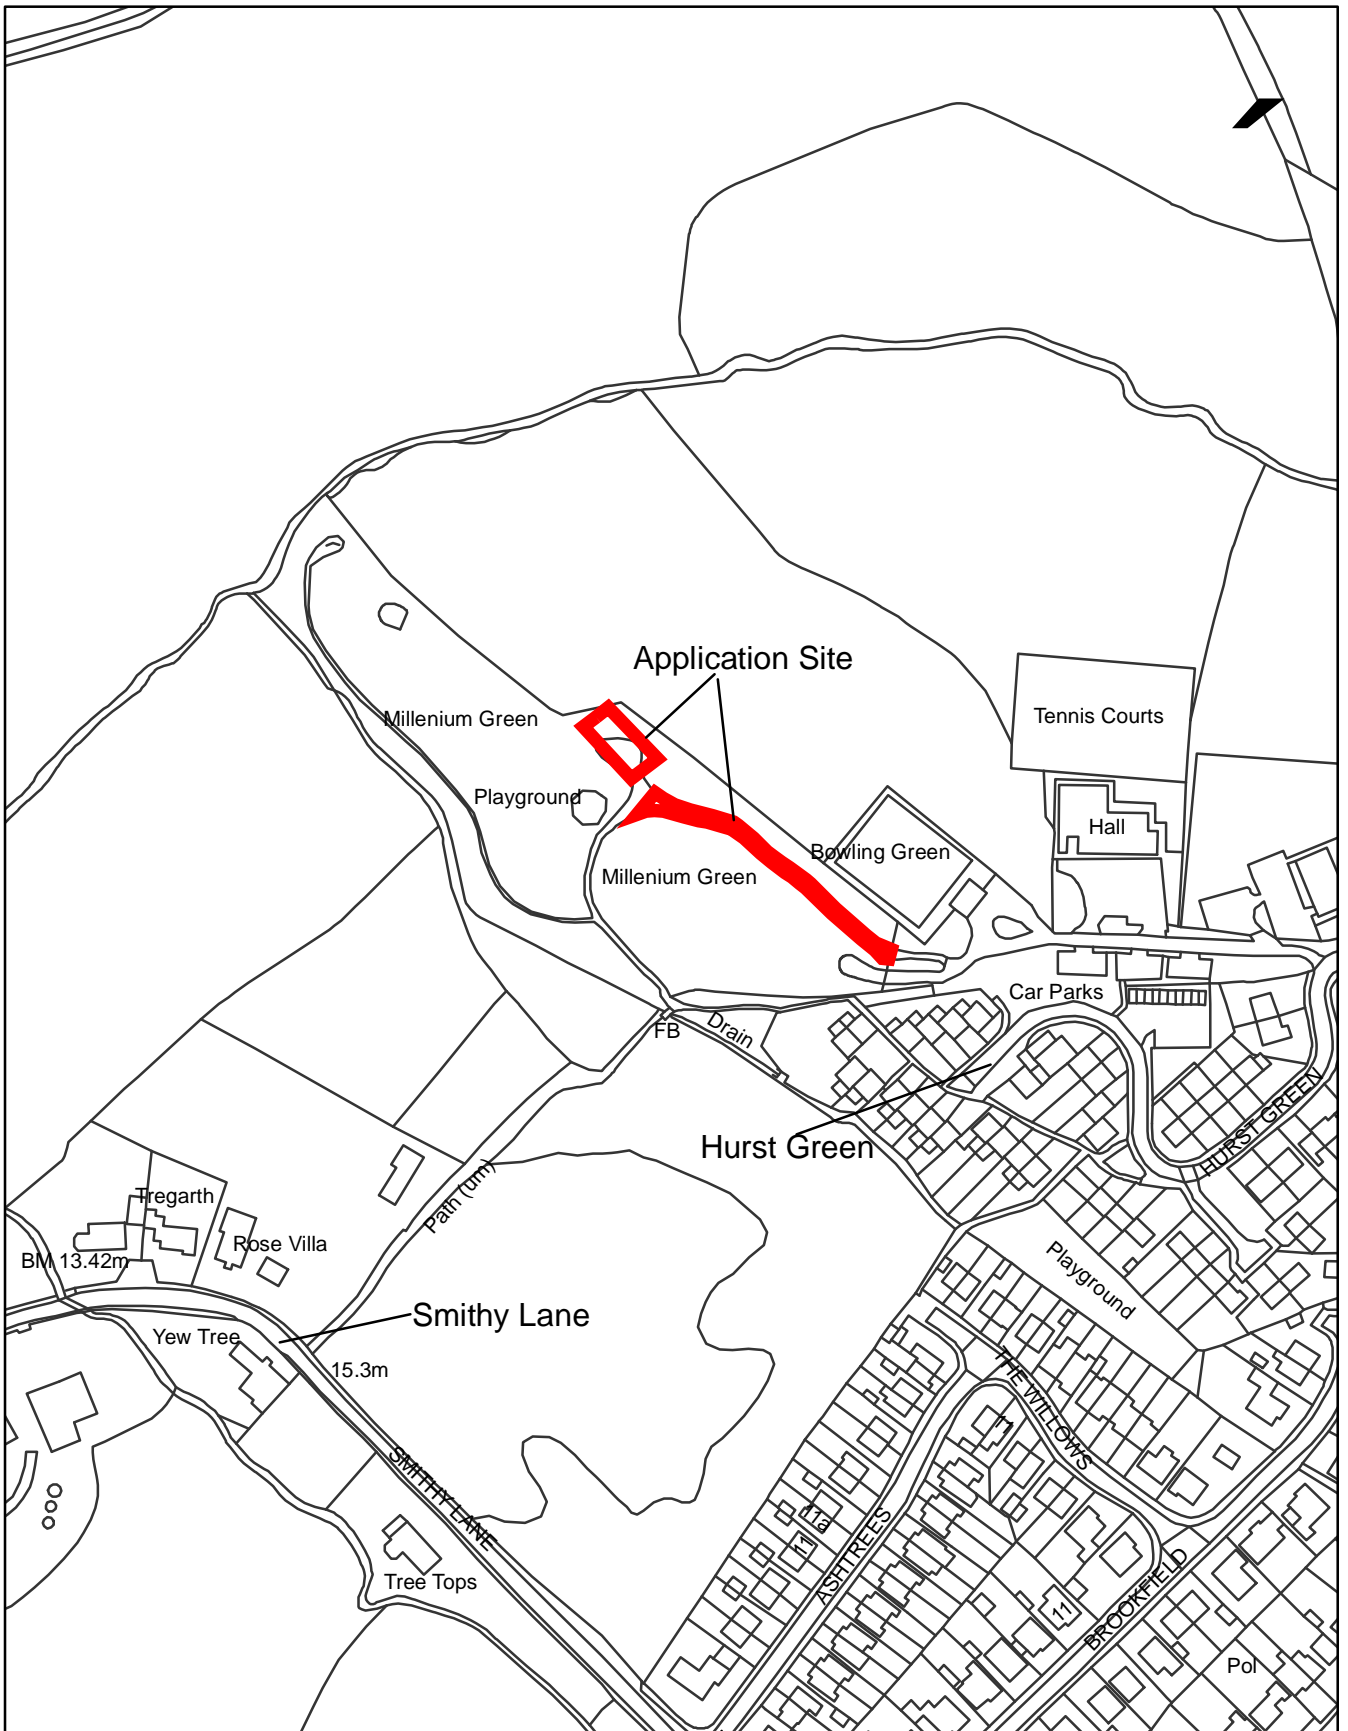 Application Site
Millenium Green
Tennis Courts
Playground
Hall
Bowling Green
Millenium Green
Car Parks
FB
Drain
HURST GREEN
Hurst Green
Path (um)
Tregarth
Rose Villa
BM 13.42m
Playground
Smithy Lane
Yew Tree
15.3m
THE WILLOWS
11
SMITHY LANE
11a
11
ASHTREES
Tree Tops
11
BROOKFIELD
Pol